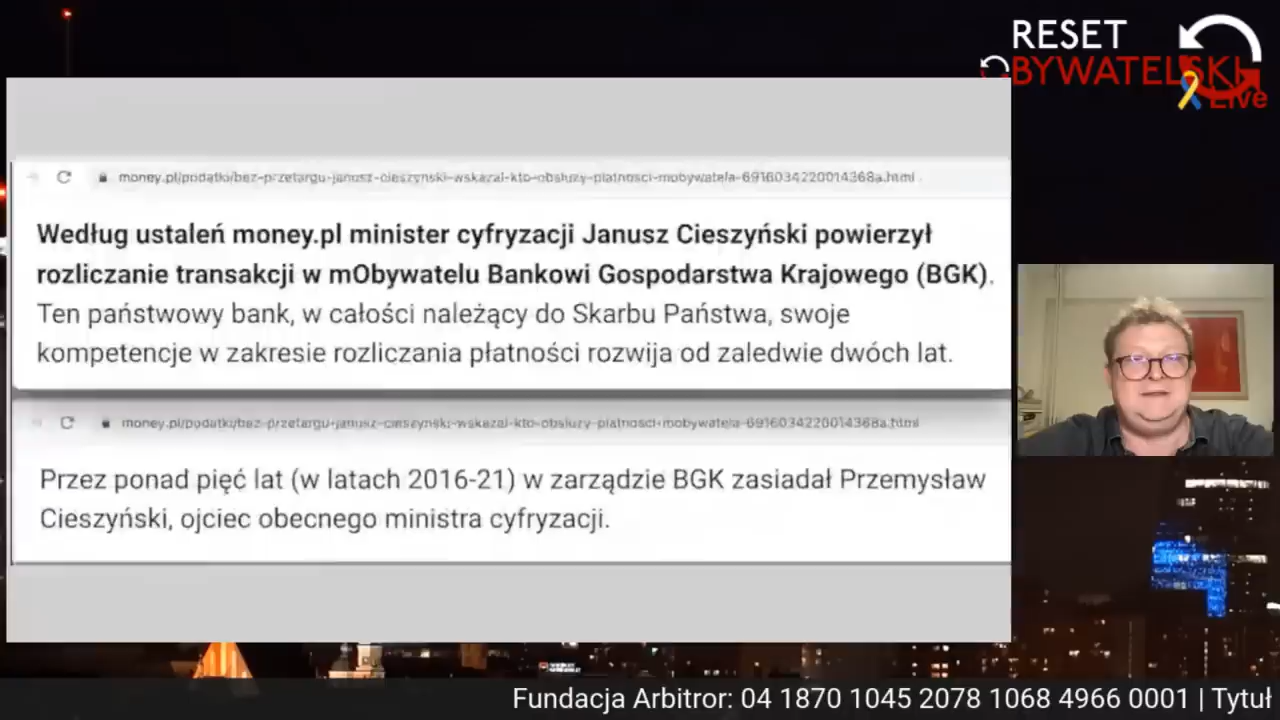 RESET
OBYWATELSKI
Live
money.pl/podatki/bez-przetargu-janusz-cieszynski-wskazal-kto-obsluzy-platnosci-mobywatela-6916034220014368a.html
Według ustaleń money.pl minister cyfryzacji Janusz Cieszyński powierzył
rozliczanie transakcji w mObywatelu Bankowi Gospodarstwa Krajowego (BGK).
Ten państwowy bank, w całości należący do Skarbu Państwa, swoje
kompetencje w zakresie rozliczania płatności rozwija od zaledwie dwóch lat.
money.pl/podatki/bez-przetargu-janusz-cieszynski-wskazal-kto-obsluzy-platnosci-mobywatela-6916034220014368a.html
Przez ponad pięć lat (w latach 2016-21) w zarządzie BGK zasiadał Przemysław
Cieszyński, ojciec obecnego ministra cyfryzacji.
Fundacja Arbitror: 04 1870 1045 2078 1068 4966 0001 | Tytuł